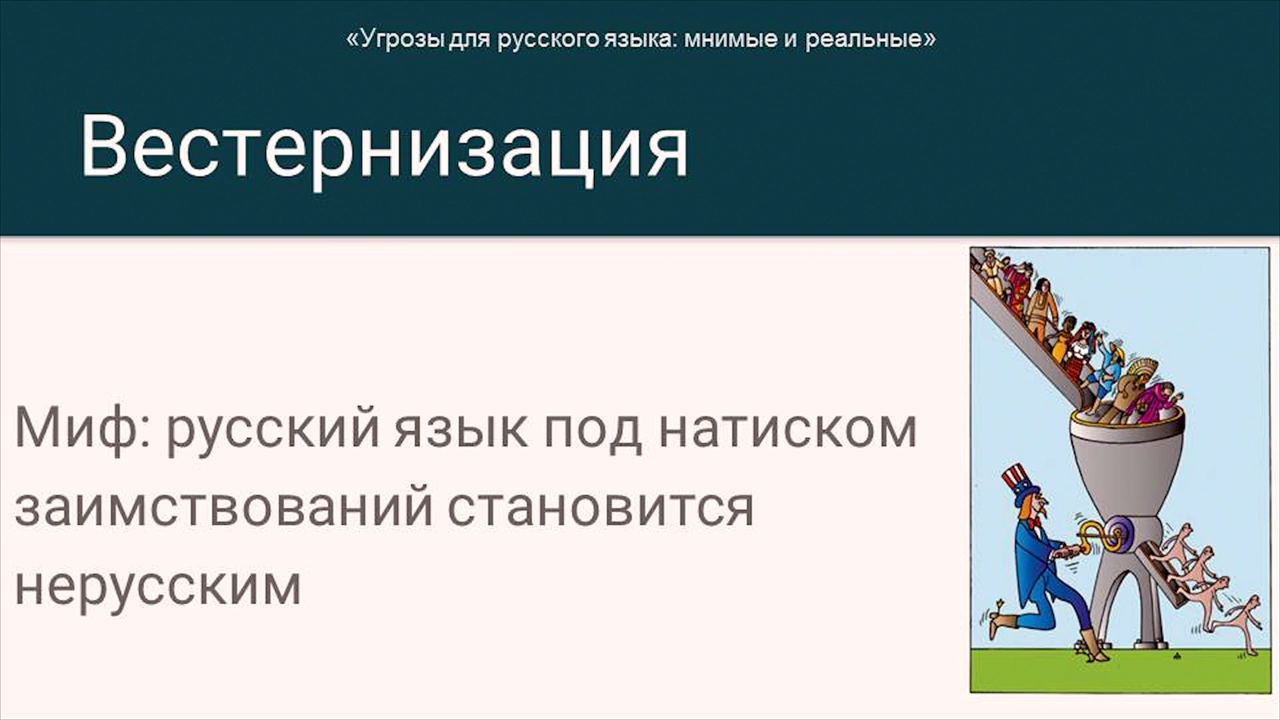 «Угрозы для русского языка: мнимые и реальные»
Вестернизация
Миф: русский язык под натиском
заимствований становится
нерусским